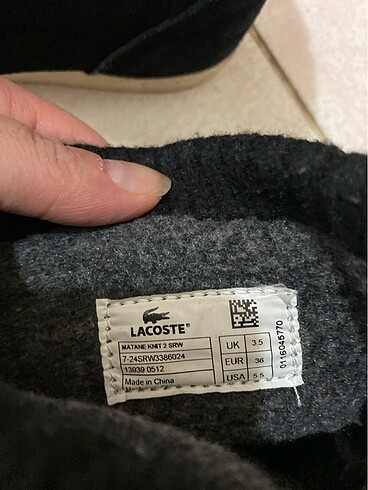 LACOSTE
MATANE KNIT 2 SRW
7-24SRW3386024
13939 0512
Made in China
UK 3.5
EUR 36
USA 5.5
0116045770